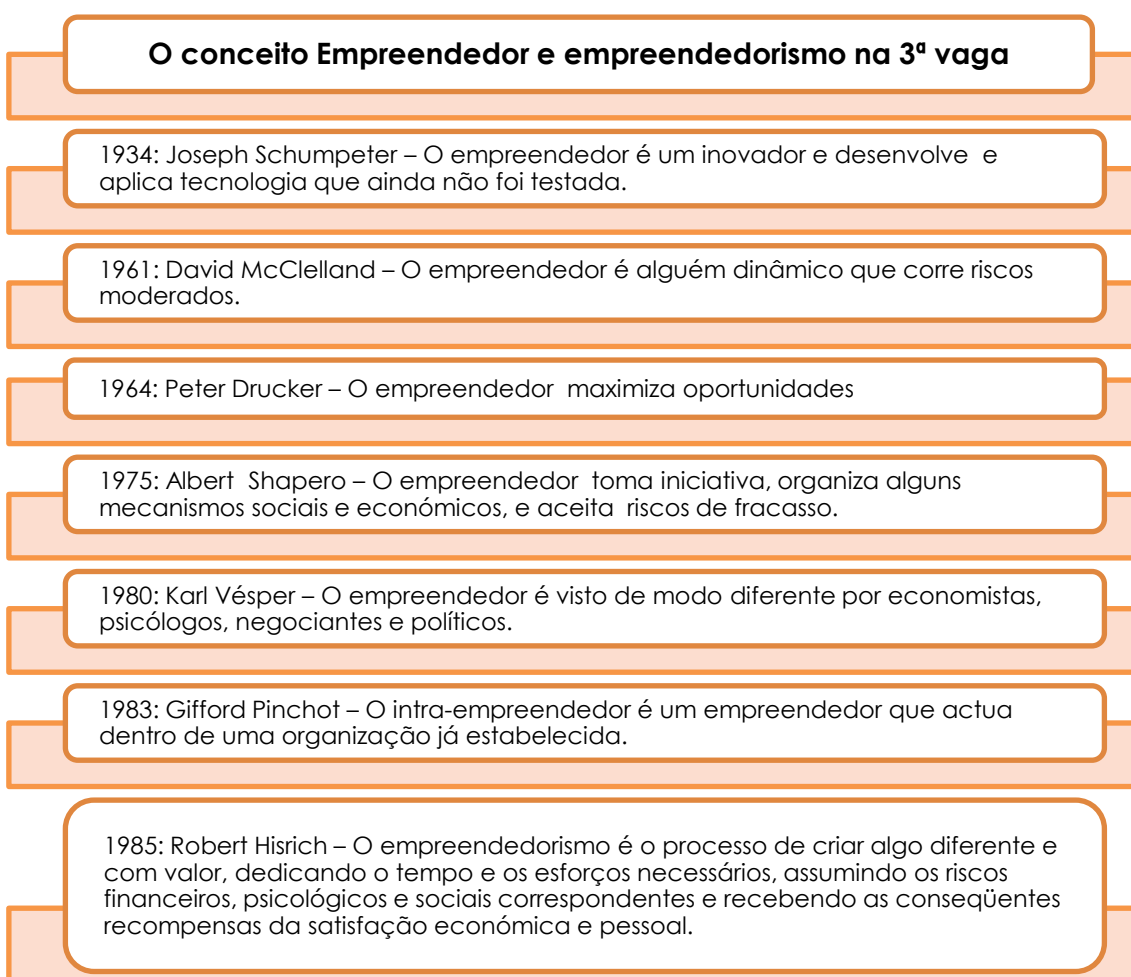 O conceito Empreendedor e empreendedorismo na 3ª vaga
1934: Joseph Schumpeter – O empreendedor é um inovador e desenvolve e
aplica tecnologia que ainda não foi testada.
1961: David McClelland – O empreendedor é alguém dinâmico que corre riscos
moderados.
1964: Peter Drucker – O empreendedor maximiza oportunidades
1975: Albert Shapero – O empreendedor toma iniciativa, organiza alguns
mecanismos sociais e económicos, e aceita riscos de fracasso.
1980: Karl Vésper – O empreendedor é visto de modo diferente por economistas,
psicólogos, negociantes e políticos.
1983: Gifford Pinchot – O intra-empreendedor é um empreendedor que actua
dentro de uma organização já estabelecida.
1985: Robert Hisrich – O empreendedorismo é o processo de criar algo diferente e
com valor, dedicando o tempo e os esforços necessários, assumindo os riscos
financeiros, psicológicos e sociais correspondentes e recebendo as conseqüentes
recompensas da satisfação económica e pessoal.